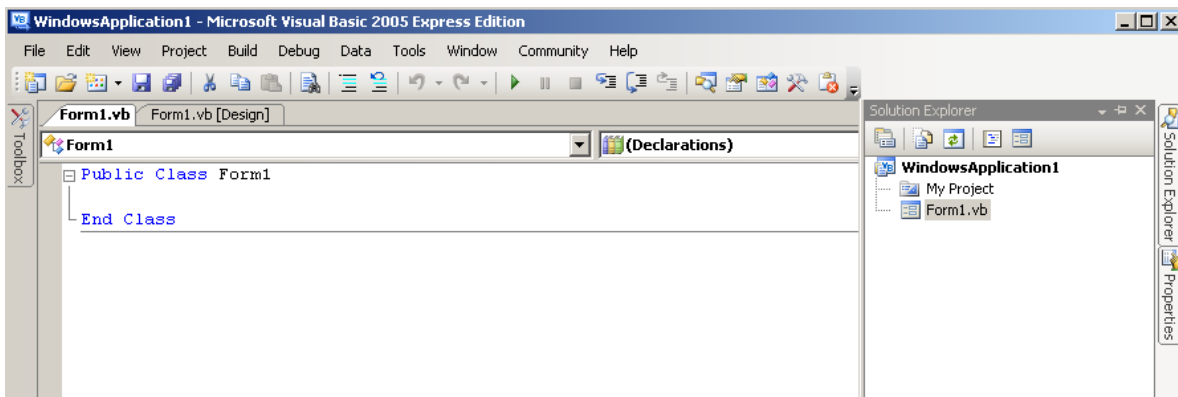 WindowsApplication1 - Microsoft Visual Basic 2005 Express Edition
File Edit View Project Build Debug Data Tools Window Community Help
Toolbox
Form1.vb Form1.vb [Design]
Form1 (Declarations)
Public Class Form1
End Class
Solution Explorer
WindowsApplication1
My Project
Form1.vb
Solution Explorer
Properties